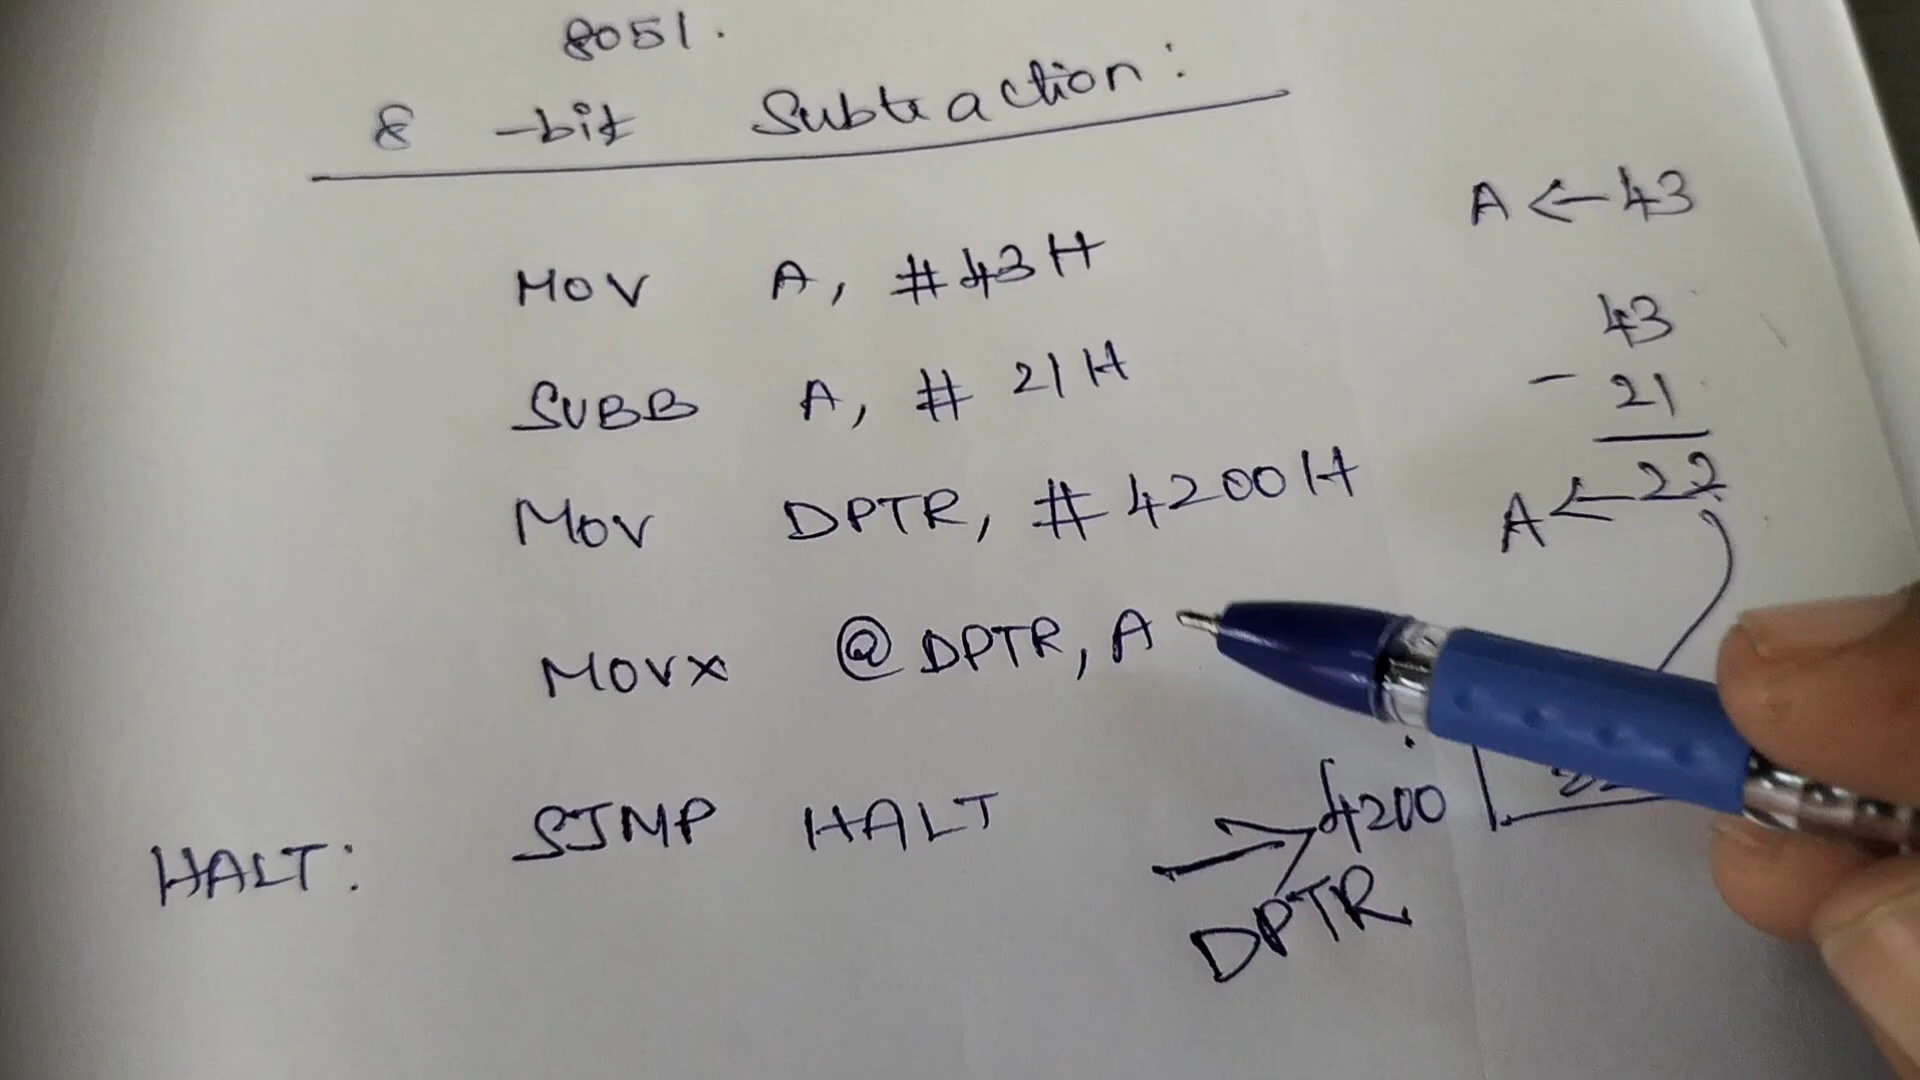 8051.
8 -bit Subtraction:
MOV A, #43H
SUBB A, # 21H
MOV DPTR, #4200H
MOVX @DPTR, A
HALT: SJMP HALT
A ← 43
43
- 21
A ← 22
4200
DPTR